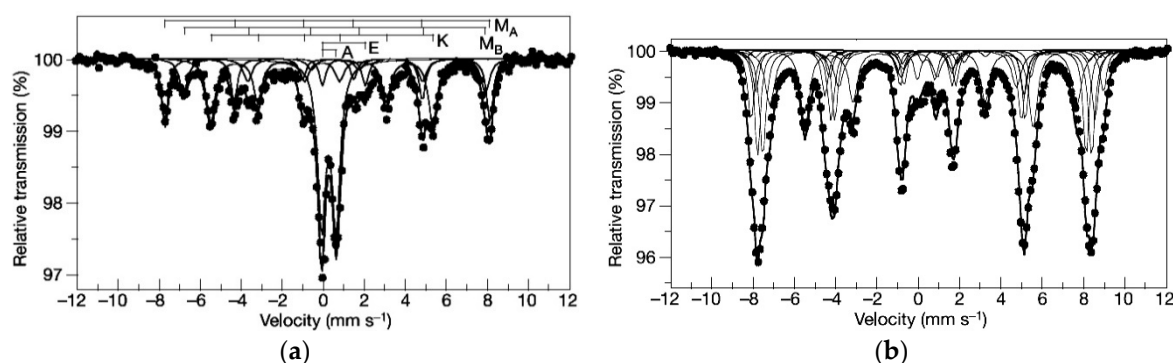 M_A
E K
A M_B
100
99
98
97
Relative transmission (%)
−12 −10 −8 −6 −4 −2 0 2 4 6 8 10 12
Velocity (mm s⁻¹)
(a)
100
99
98
97
96
Relative transmission (%)
−12 −10 −8 −6 −4 −2 0 2 4 6 8 10 12
Velocity (mm s⁻¹)
(b)